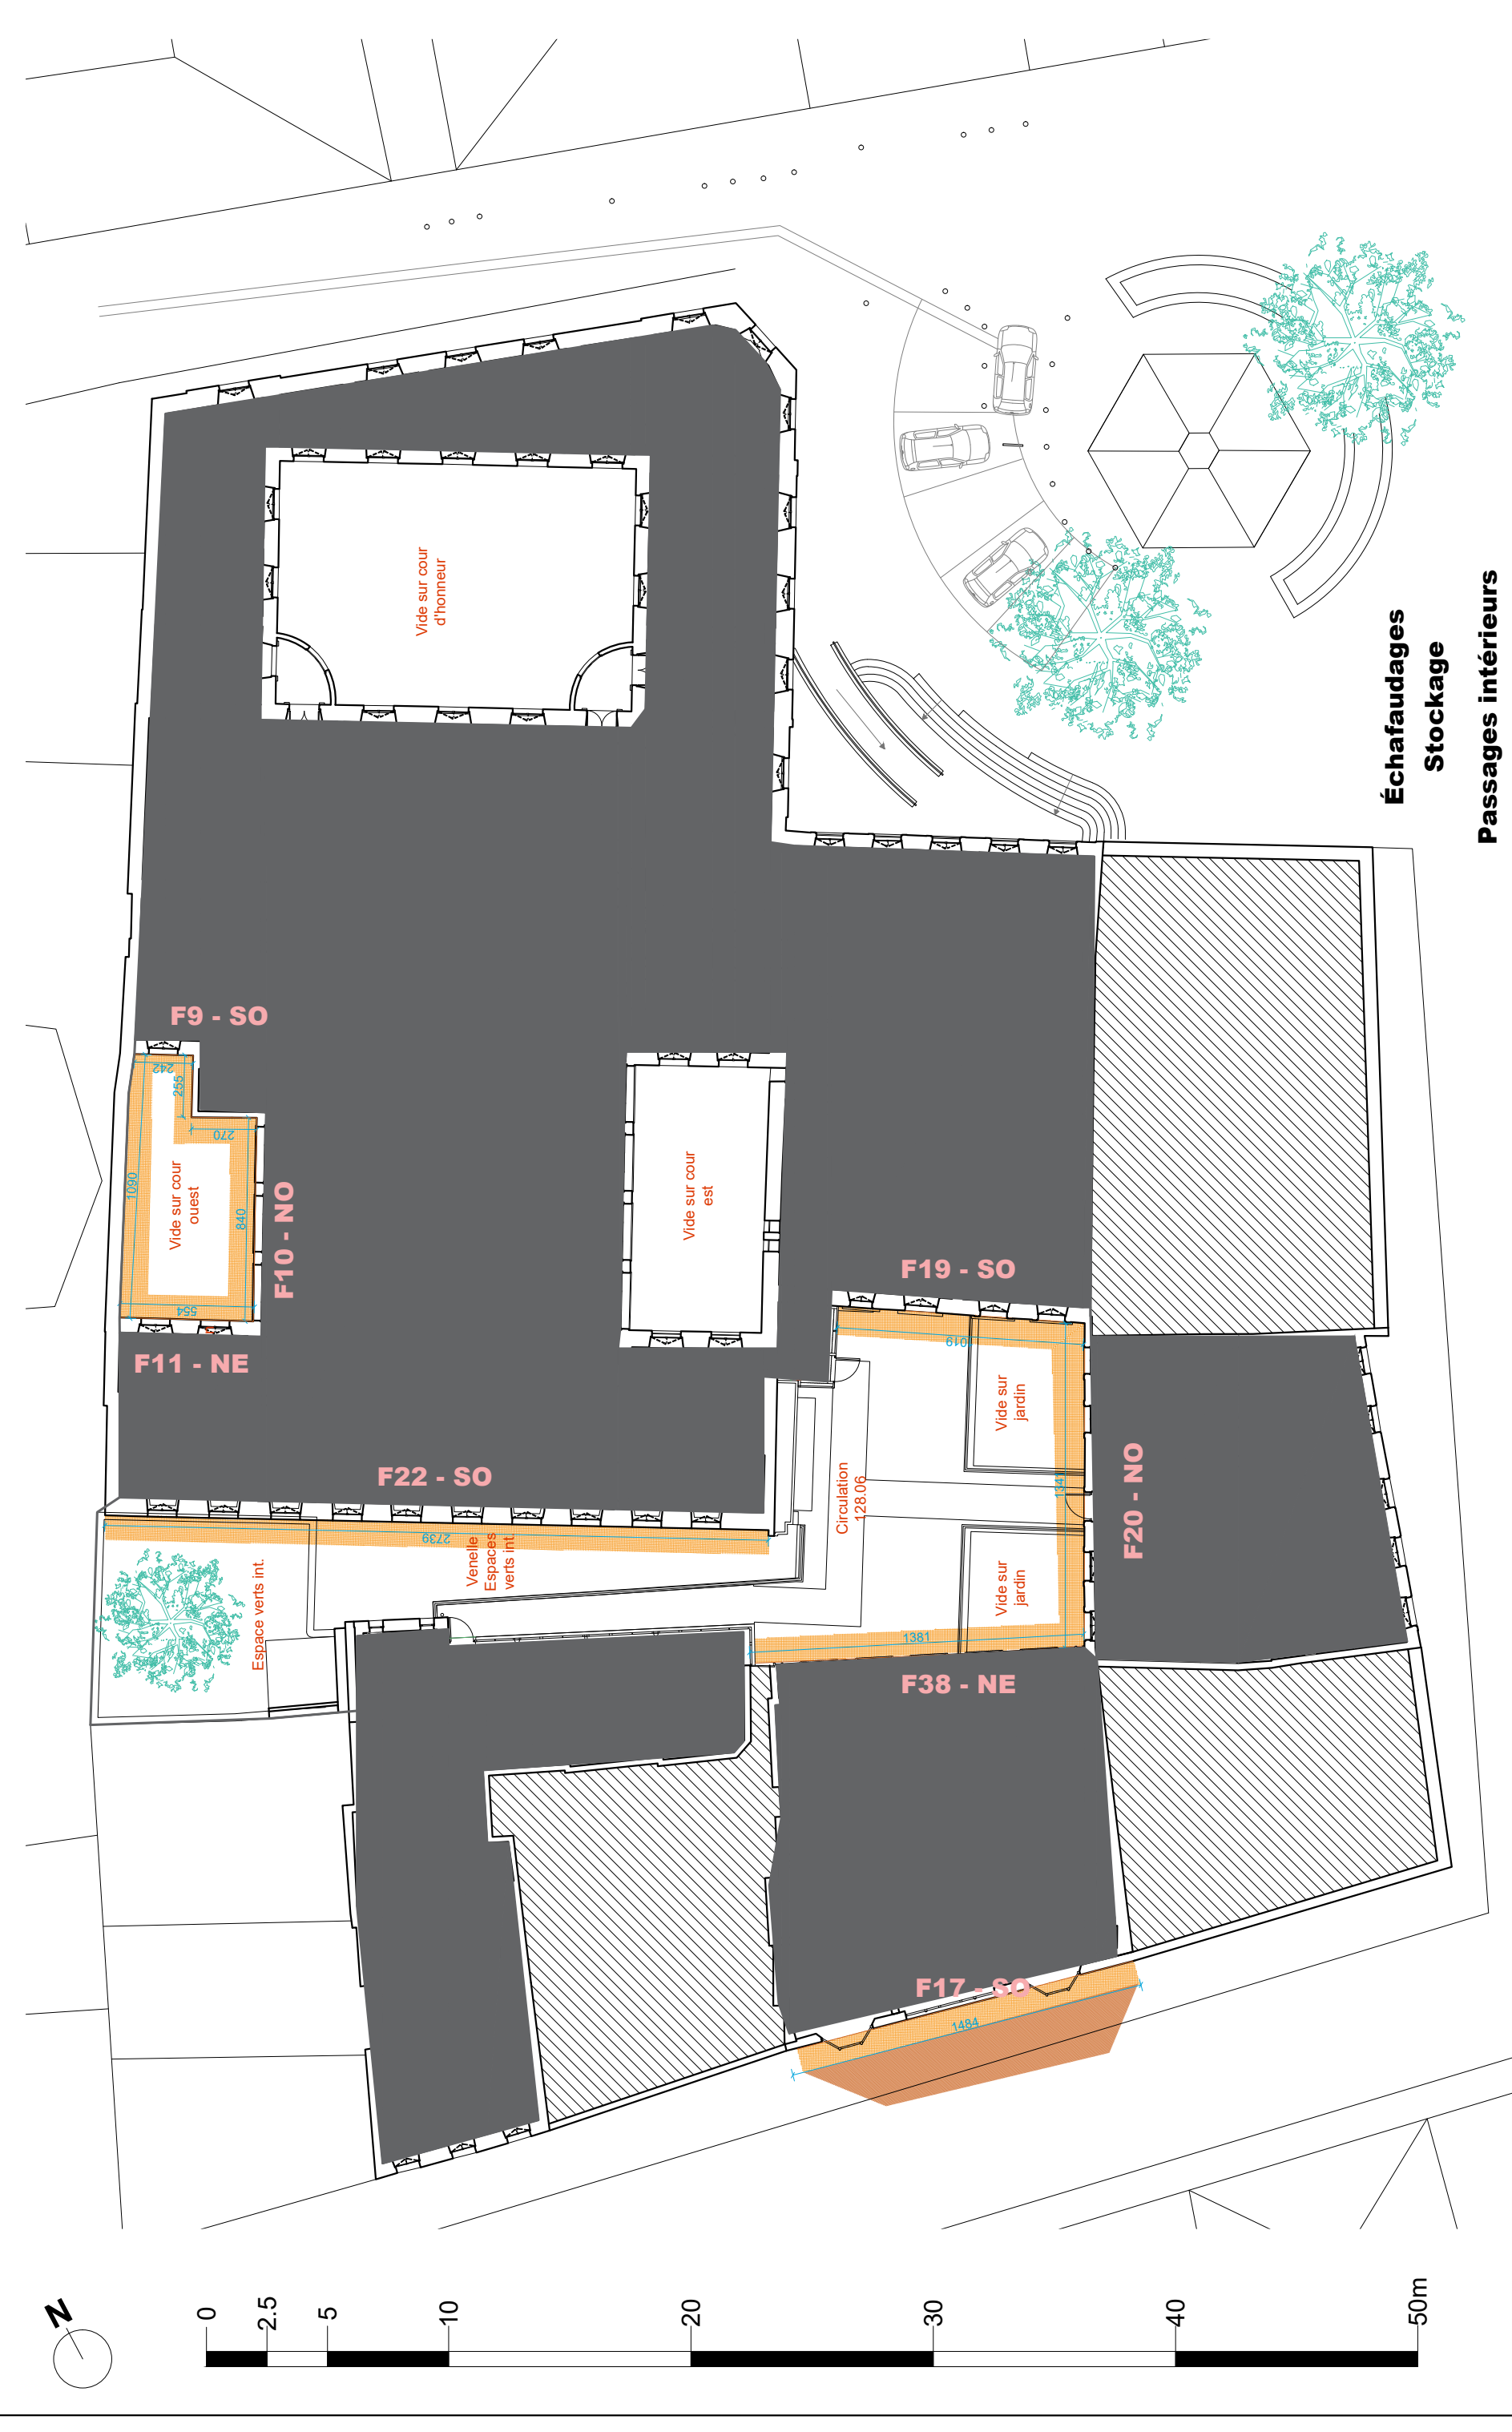 Vide sur cour
d'honneur
Échafaudages
Stockage
Passages intérieurs
F9 - SO
242
255
270
1090
Vide sur cour
ouest
840
554
F10 - NO
F11 - NE
Vide sur cour
est
F19 - SO
1019
Vide sur
jardin
1341
F20 - NO
Circulation
128.06
Vide sur
jardin
F22 - SO
2739
Venelle
Espaces
verts int.
Espace verts int.
1381
F38 - NE
F17 - SO
1484
N
0
2.5
5
10
20
30
40
50m